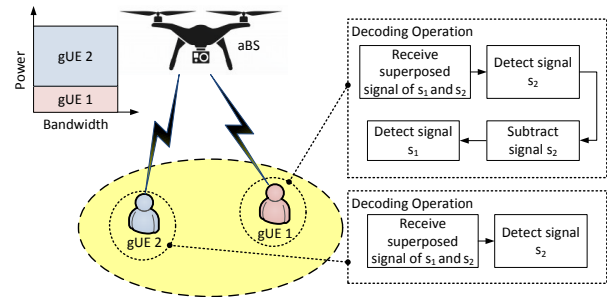 Power
gUE 2
gUE 1
Bandwidth
aBS
gUE 2
gUE 1
Decoding Operation
Receive
superposed
signal of s₁ and s₂
Detect signal
s₂
Detect signal
s₁
Subtract
signal s₂
Decoding Operation
Receive
superposed
signal of s₁ and s₂
Detect signal
s₂